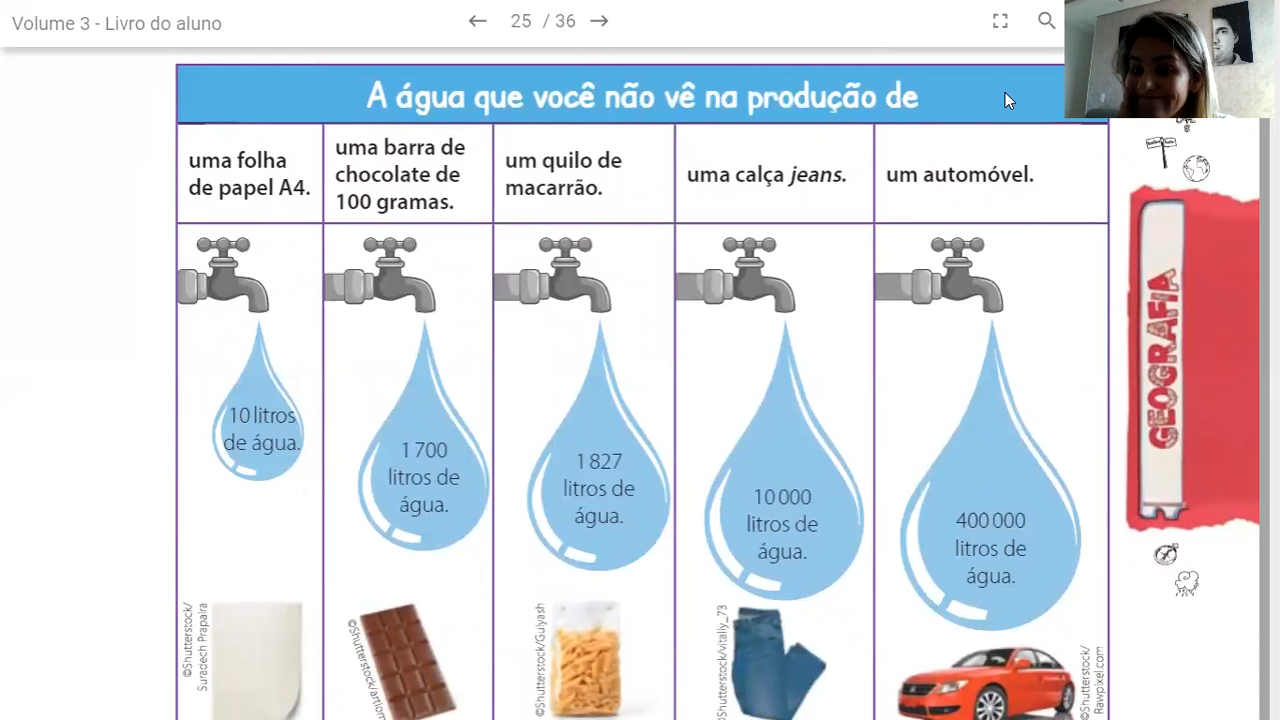 Volume 3 - Livro do aluno
25 / 36
A água que você não vê na produção de
uma folha
de papel A4.
uma barra de
chocolate de
100 gramas.
um quilo de
macarrão.
uma calça jeans.
um automóvel.
10 litros
de água.
1 700
litros de
água.
1 827
litros de
água.
10 000
litros de
água.
400 000
litros de
água.
©Shutterstock/
Suradech Prapaira
©Shutterstock/
©Shutterstock/Gulyash
©Shutterstock/vitally_73
©Shutterstock/
Rawpixel.com
GEOGRAFIA